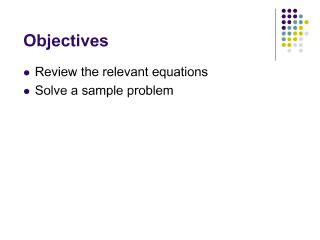 Objectives
Review the relevant equations
Solve a sample problem